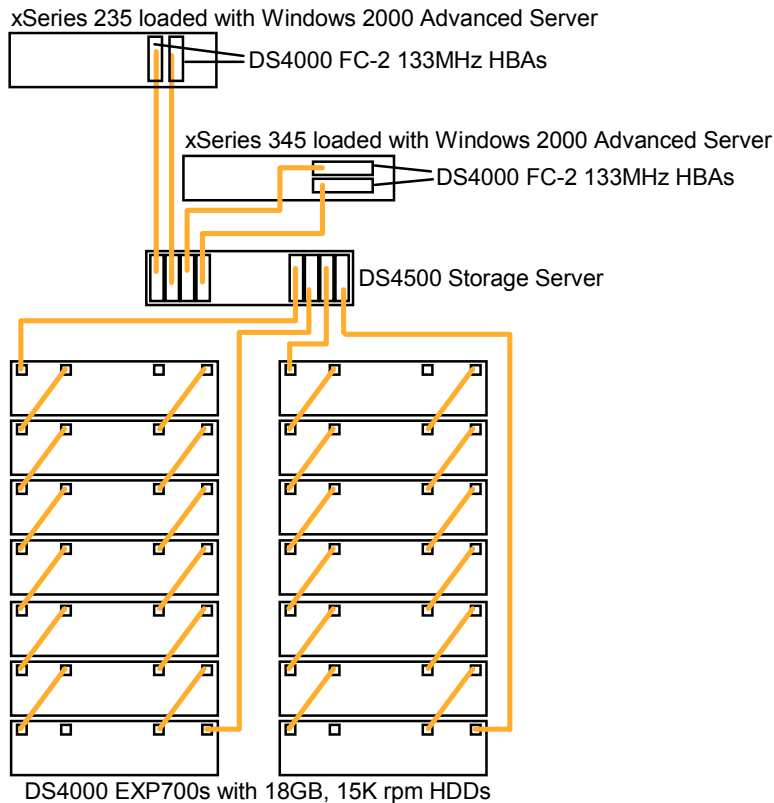 xSeries 235 loaded with Windows 2000 Advanced Server
DS4000 FC-2 133MHz HBAs
xSeries 345 loaded with Windows 2000 Advanced Server
DS4000 FC-2 133MHz HBAs
DS4500 Storage Server
DS4000 EXP700s with 18GB, 15K rpm HDDs